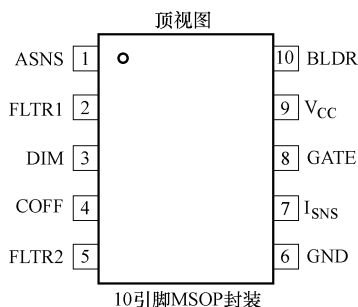 顶视图
ASNS 1 10 BLDR
FLTR1 2 9 VCC
DIM 3 8 GATE
COFF 4 7 ISNS
FLTR2 5 6 GND
10引脚MSOP封装